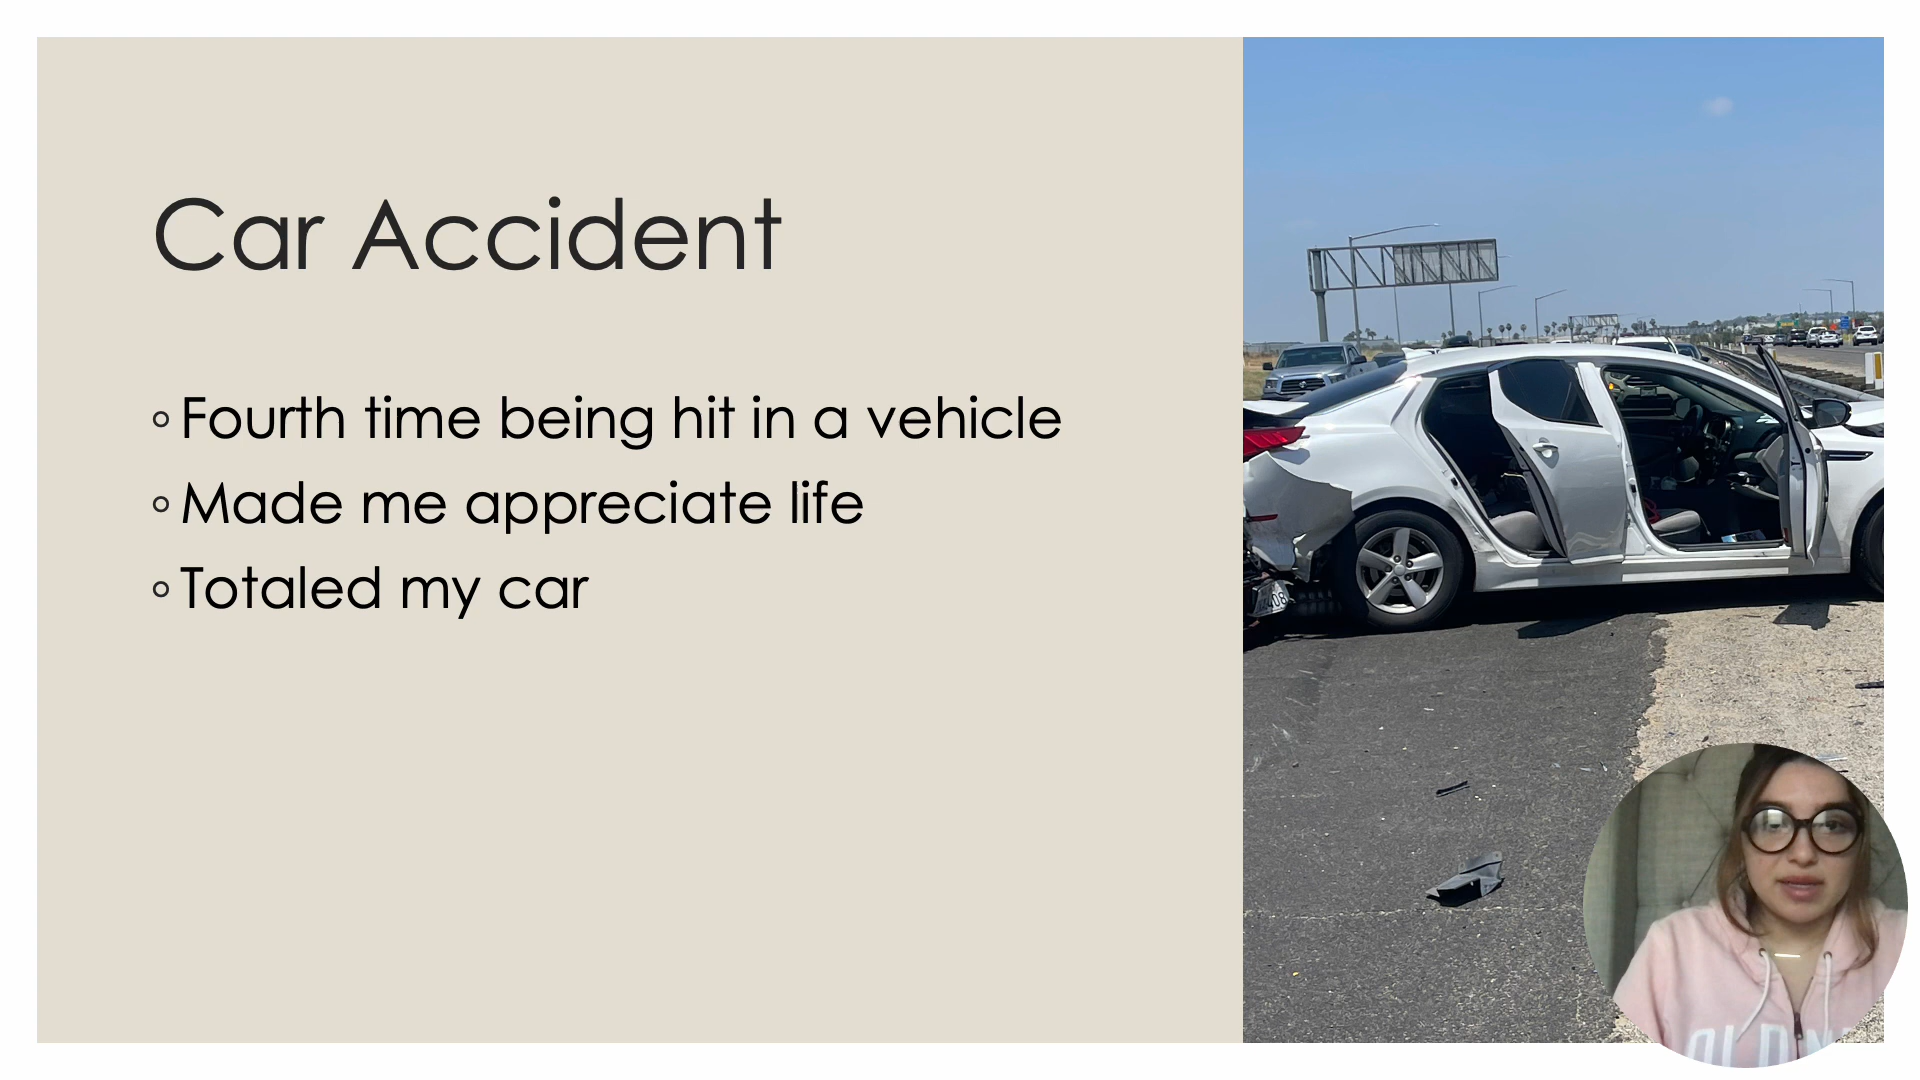 Car Accident
Fourth time being hit in a vehicle
Made me appreciate life
Totaled my car